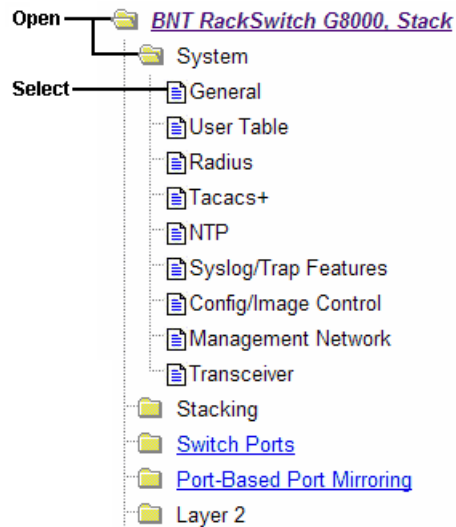 Open BNT RackSwitch G8000, Stack
System
Select General
User Table
Radius
Tacacs+
NTP
Syslog/Trap Features
Config/Image Control
Management Network
Transceiver
Stacking
Switch Ports
Port-Based Port Mirroring
Layer 2